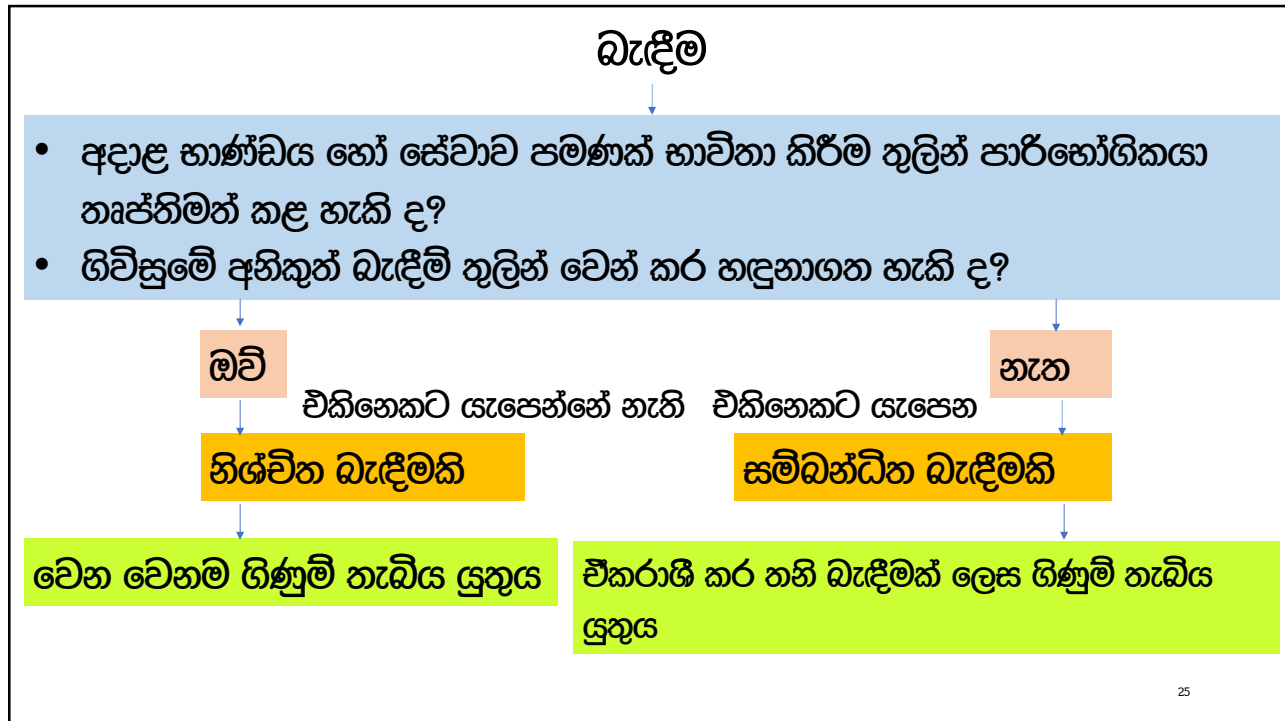 බැඳීම
• අදාළ භාණ්ඩය හෝ සේවාව පමණක් භාවිතා කිරීම තුලින් පාරිභෝගිකයා
තෘප්තිමත් කළ හැකි ද?
• ගිවිසුමේ අනිකුත් බැඳීම් තුලින් වෙන් කර හඳුනාගත හැකි ද?
ඔව්
නැත
එකිනෙකට යැපෙන්නේ නැති එකිනෙකට යැපෙන
නිශ්චිත බැඳීමකි
සම්බන්ධිත බැඳීමකි
වෙන වෙනම ගිණුම් තැබිය යුතුය
ඒකරාශී කර තනි බැඳීමක් ලෙස ගිණුම් තැබිය
යුතුය
25